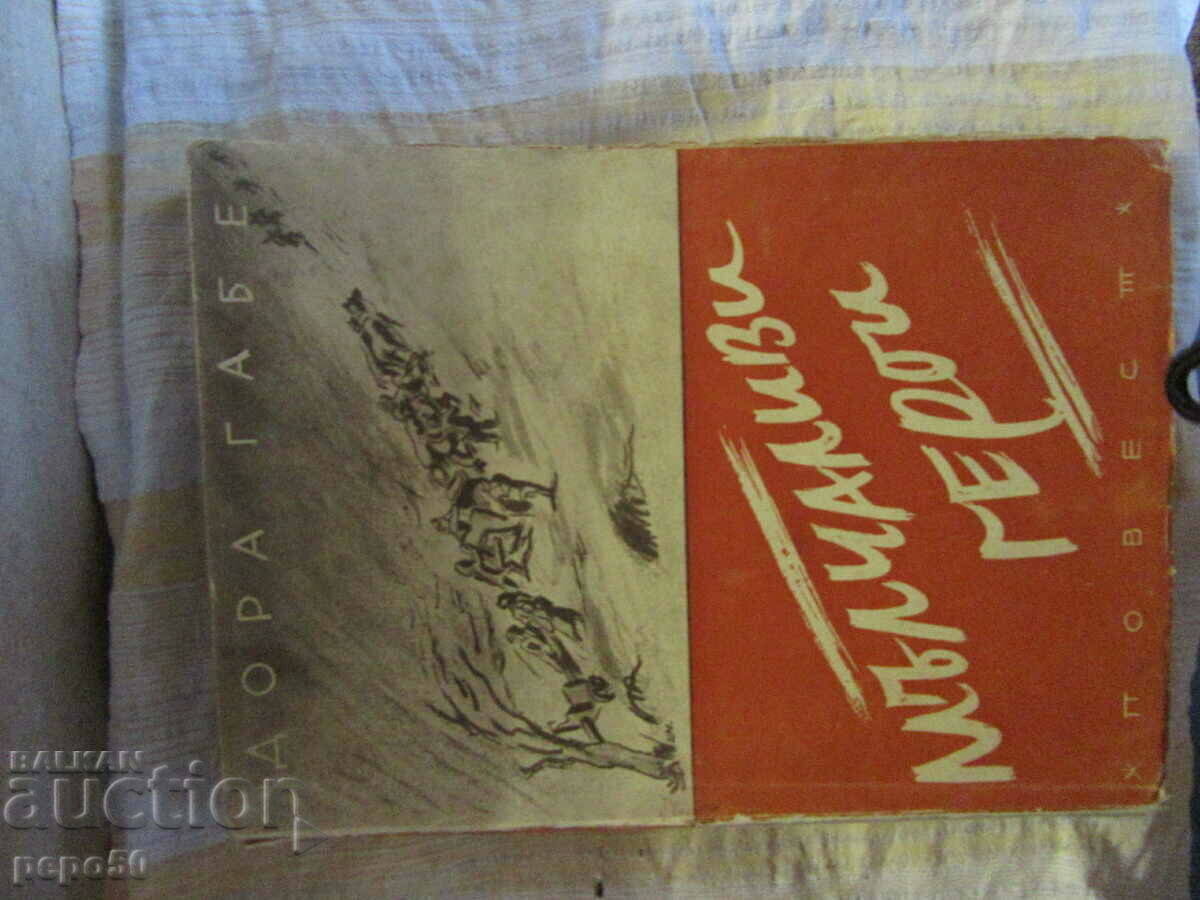 ДОРА ГАБЕ
МЪЛЧАЛИВИ
ГЕРОИ
× ПОВЕСТ ×
BALKAN
auction
pepo50